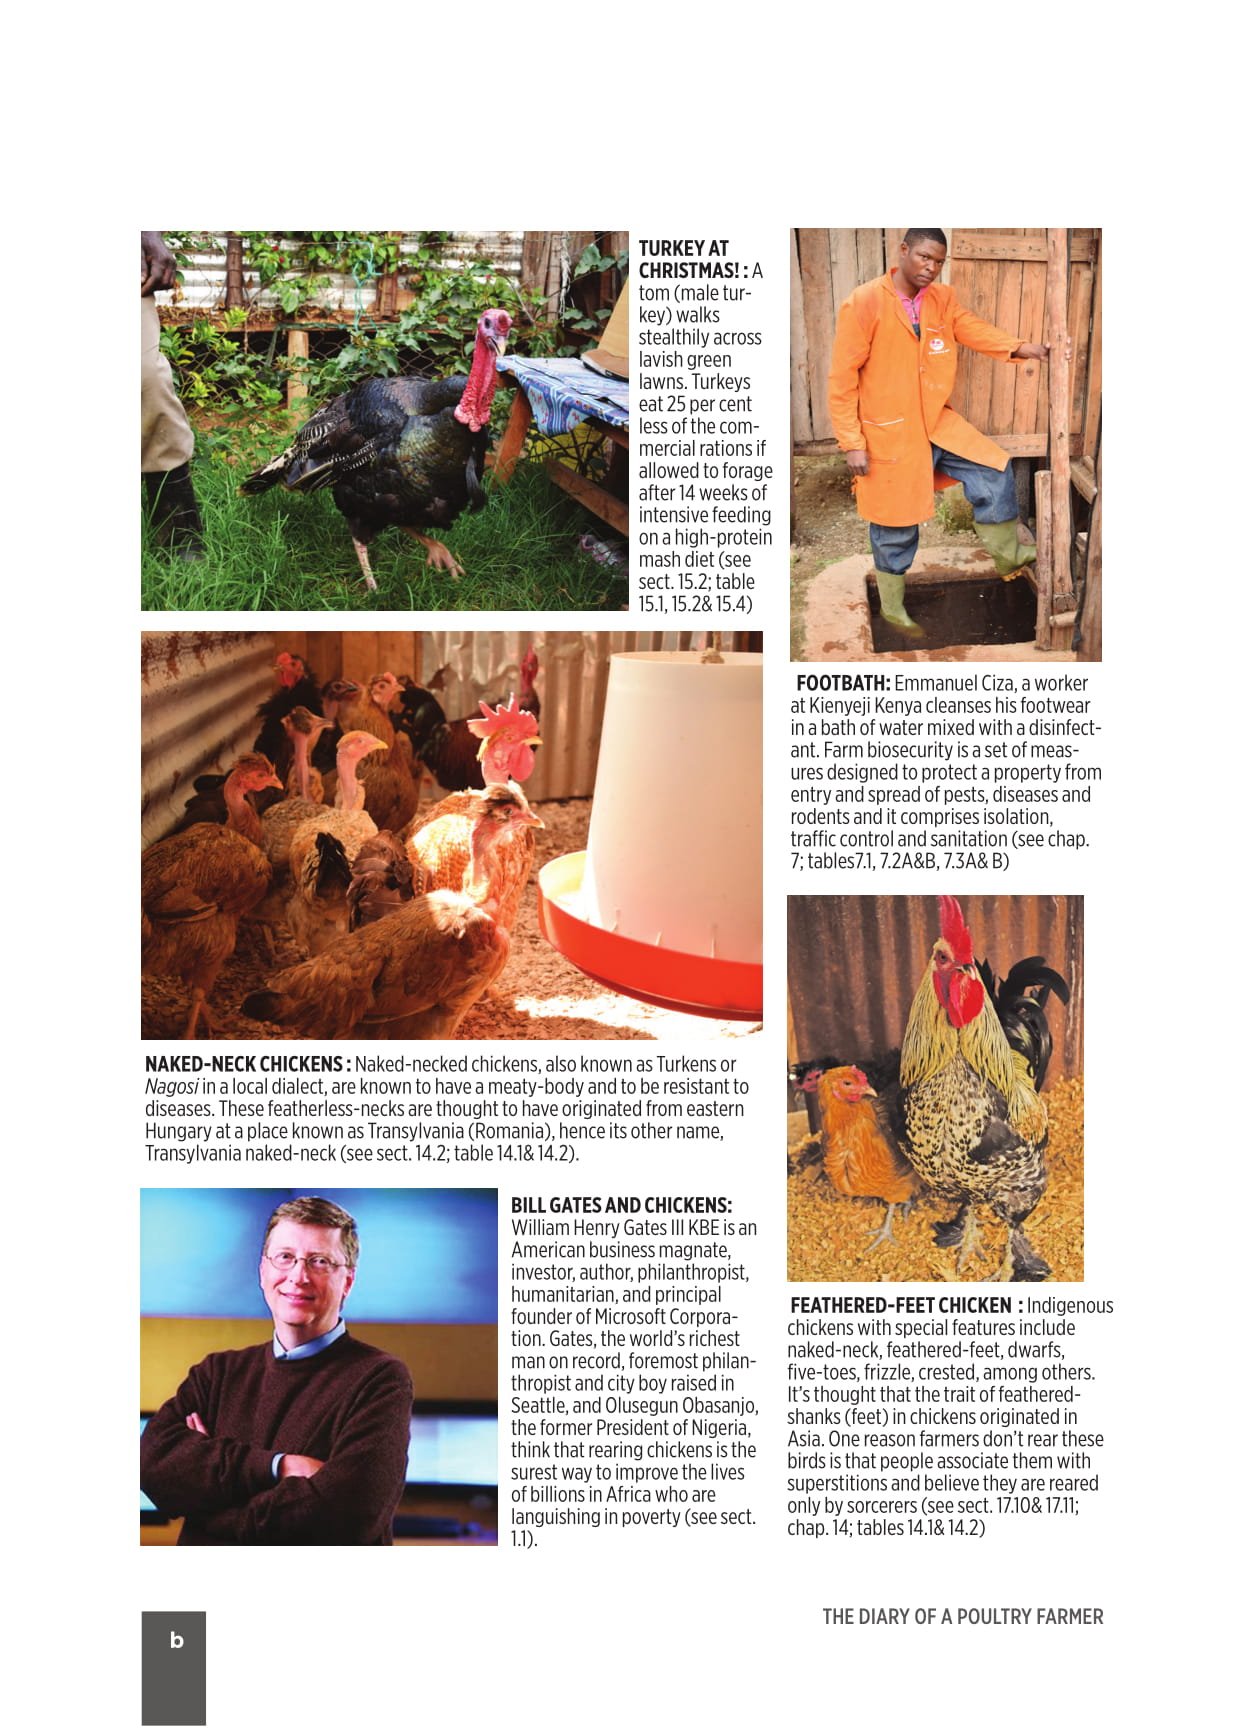 TURKEY AT
CHRISTMAS! : A
tom (male tur-
key) walks
stealthily across
lavish green
lawns. Turkeys
eat 25 per cent
less of the com-
mercial rations if
allowed to forage
after 14 weeks of
intensive feeding
on a high-protein
mash diet (see
sect. 15.2; table
15.1, 15.2& 15.4)
FOOTBATH: Emmanuel Ciza, a worker
at Kienyeji Kenya cleanses his footwear
in a bath of water mixed with a disinfect-
ant. Farm biosecurity is a set of meas-
ures designed to protect a property from
entry and spread of pests, diseases and
rodents and it comprises isolation,
traffic control and sanitation (see chap.
7; tables7.1, 7.2A&B, 7.3A& B)
NAKED-NECK CHICKENS : Naked-necked chickens, also known as Turkens or
Nagosi in a local dialect, are known to have a meaty-body and to be resistant to
diseases. These featherless-necks are thought to have originated from eastern
Hungary at a place known as Transylvania (Romania), hence its other name,
Transylvania naked-neck (see sect. 14.2; table 14.1& 14.2).
BILL GATES AND CHICKENS:
William Henry Gates III KBE is an
American business magnate,
investor, author, philanthropist,
humanitarian, and principal
founder of Microsoft Corpora-
tion. Gates, the world's richest
man on record, foremost philan-
thropist and city boy raised in
Seattle, and Olusegun Obasanjo,
the former President of Nigeria,
think that rearing chickens is the
surest way to improve the lives
of billions in Africa who are
languishing in poverty (see sect.
1.1).
FEATHERED-FEET CHICKEN : Indigenous
chickens with special features include
naked-neck, feathered-feet, dwarfs,
five-toes, frizzle, crested, among others.
It's thought that the trait of feathered-
shanks (feet) in chickens originated in
Asia. One reason farmers don't rear these
birds is that people associate them with
superstitions and believe they are reared
only by sorcerers (see sect. 17.10& 17.11;
chap. 14; tables 14.1& 14.2)
THE DIARY OF A POULTRY FARMER
b